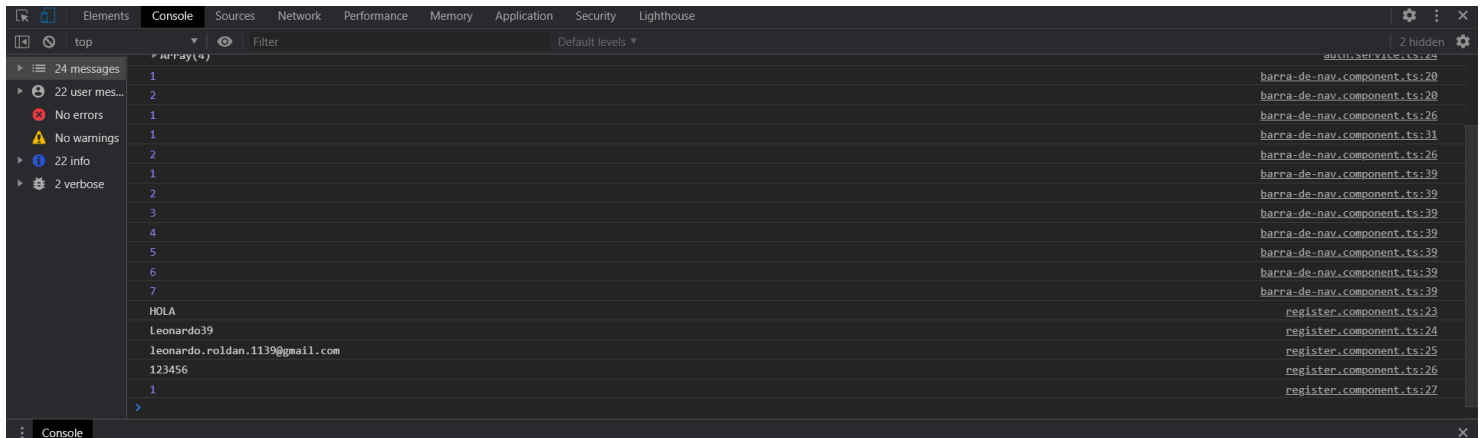 Elements Console Sources Network Performance Memory Application Security Lighthouse
top Filter Default levels 2 hidden
24 messages
22 user mes...
No errors
No warnings
22 info
2 verbose
Array(4) auth.service.ts:24
1 barra-de-nav.component.ts:20
2 barra-de-nav.component.ts:20
1 barra-de-nav.component.ts:26
1 barra-de-nav.component.ts:31
2 barra-de-nav.component.ts:26
1 barra-de-nav.component.ts:39
2 barra-de-nav.component.ts:39
3 barra-de-nav.component.ts:39
4 barra-de-nav.component.ts:39
5 barra-de-nav.component.ts:39
6 barra-de-nav.component.ts:39
7 barra-de-nav.component.ts:39
HOLA register.component.ts:23
Leonardo39 register.component.ts:24
leonardo.roldan.1139@gmail.com register.component.ts:25
123456 register.component.ts:26
1 register.component.ts:27
Console